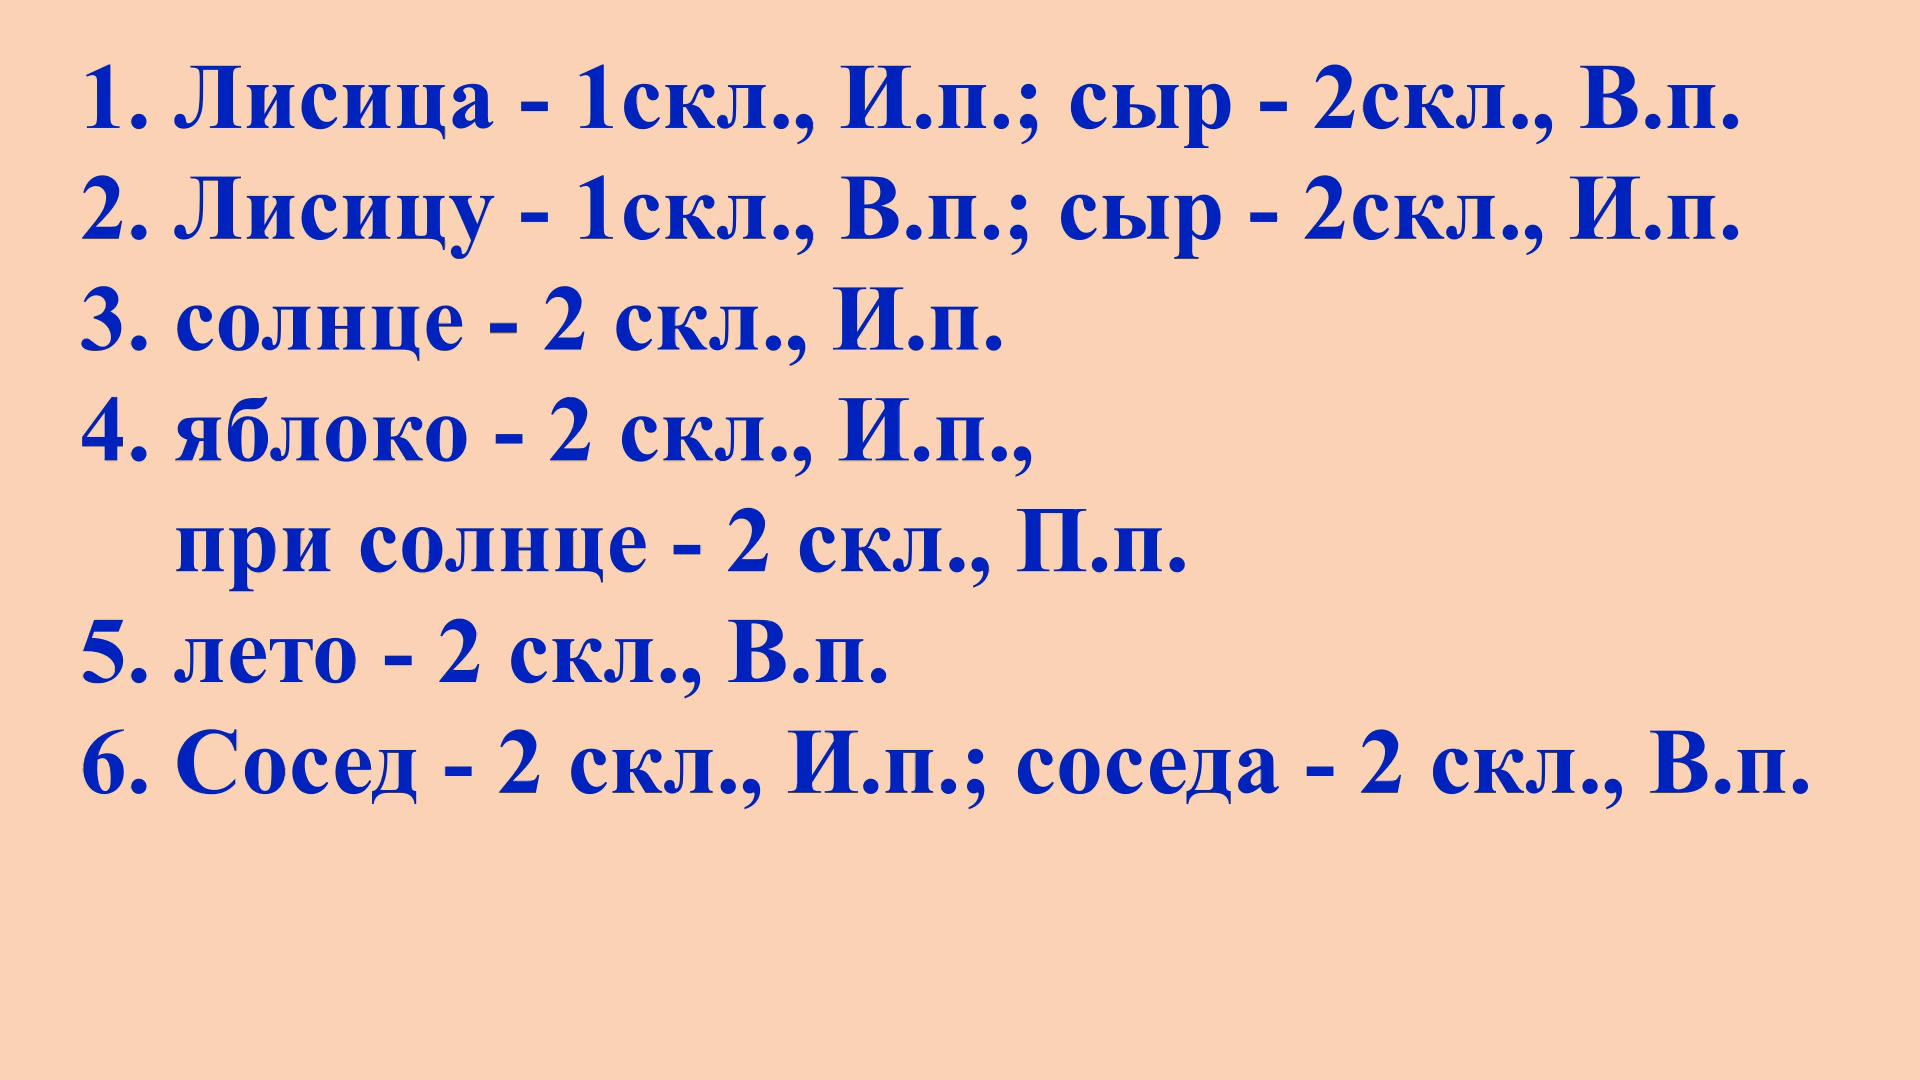 1. Лисица - 1скл., И.п.; сыр - 2скл., В.п.
2. Лисицу - 1скл., В.п.; сыр - 2скл., И.п.
3. солнце - 2 скл., И.п.
4. яблоко - 2 скл., И.п.,
при солнце - 2 скл., П.п.
5. лето - 2 скл., В.п.
6. Сосед - 2 скл., И.п.; соседа - 2 скл., В.п.